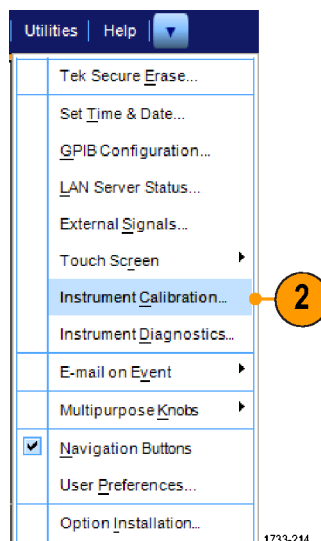 Utilities Help
Tek Secure Erase...
Set Time & Date...
GPIB Configuration...
LAN Server Status...
External Signals...
Touch Screen
Instrument Calibration...
2
Instrument Diagnostics...
E-mail on Event
Multipurpose Knobs
Navigation Buttons
User Preferences...
Option Installation...
1733-214